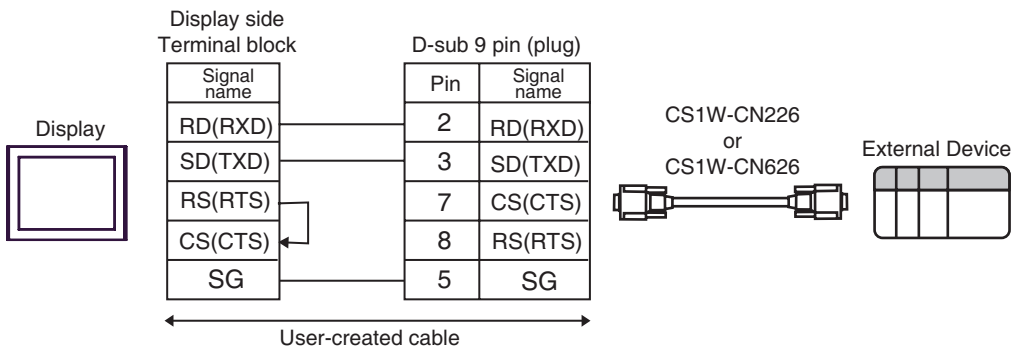 Display side
Terminal block
D-sub 9 pin (plug)
Signal name
Pin
Signal name
RD(RXD)
2
RD(RXD)
SD(TXD)
3
SD(TXD)
RS(RTS)
7
CS(CTS)
CS(CTS)
8
RS(RTS)
SG
5
SG
User-created cable
Display
CS1W-CN226
or
CS1W-CN626
External Device